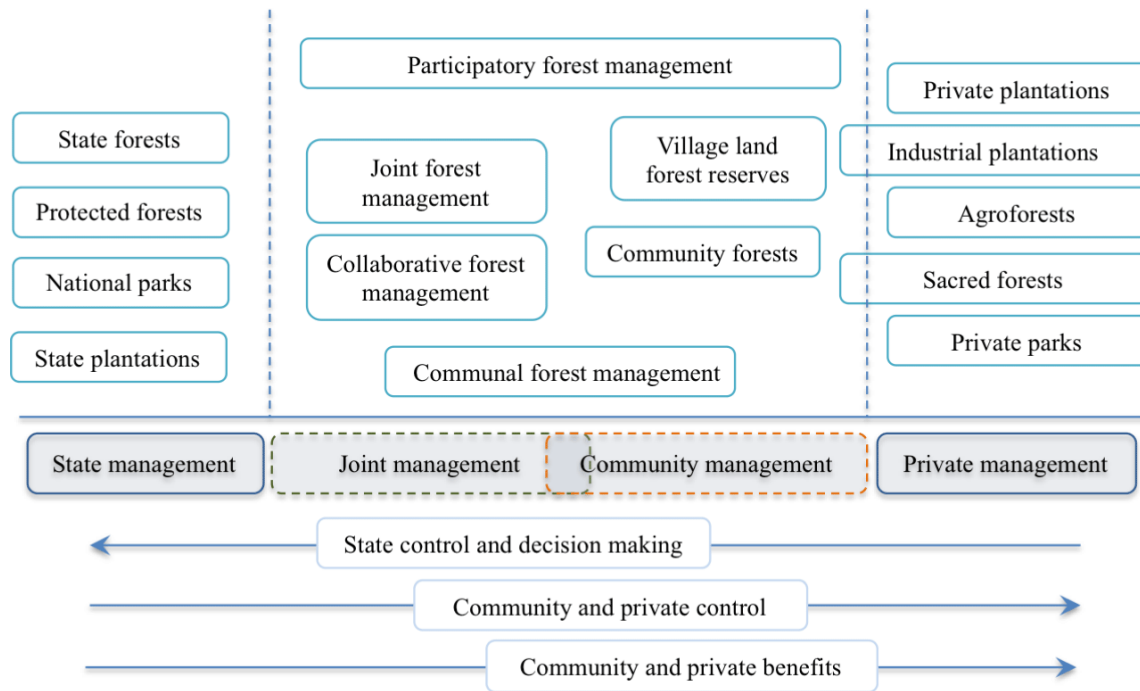 Participatory forest management
Private plantations
State forests
Joint forest
management
Village land
forest reserves
Industrial plantations
Protected forests
Agroforests
National parks
Collaborative forest
management
Community forests
Sacred forests
State plantations
Communal forest management
Private parks
State management
Joint management
Community management
Private management
State control and decision making
Community and private control
Community and private benefits